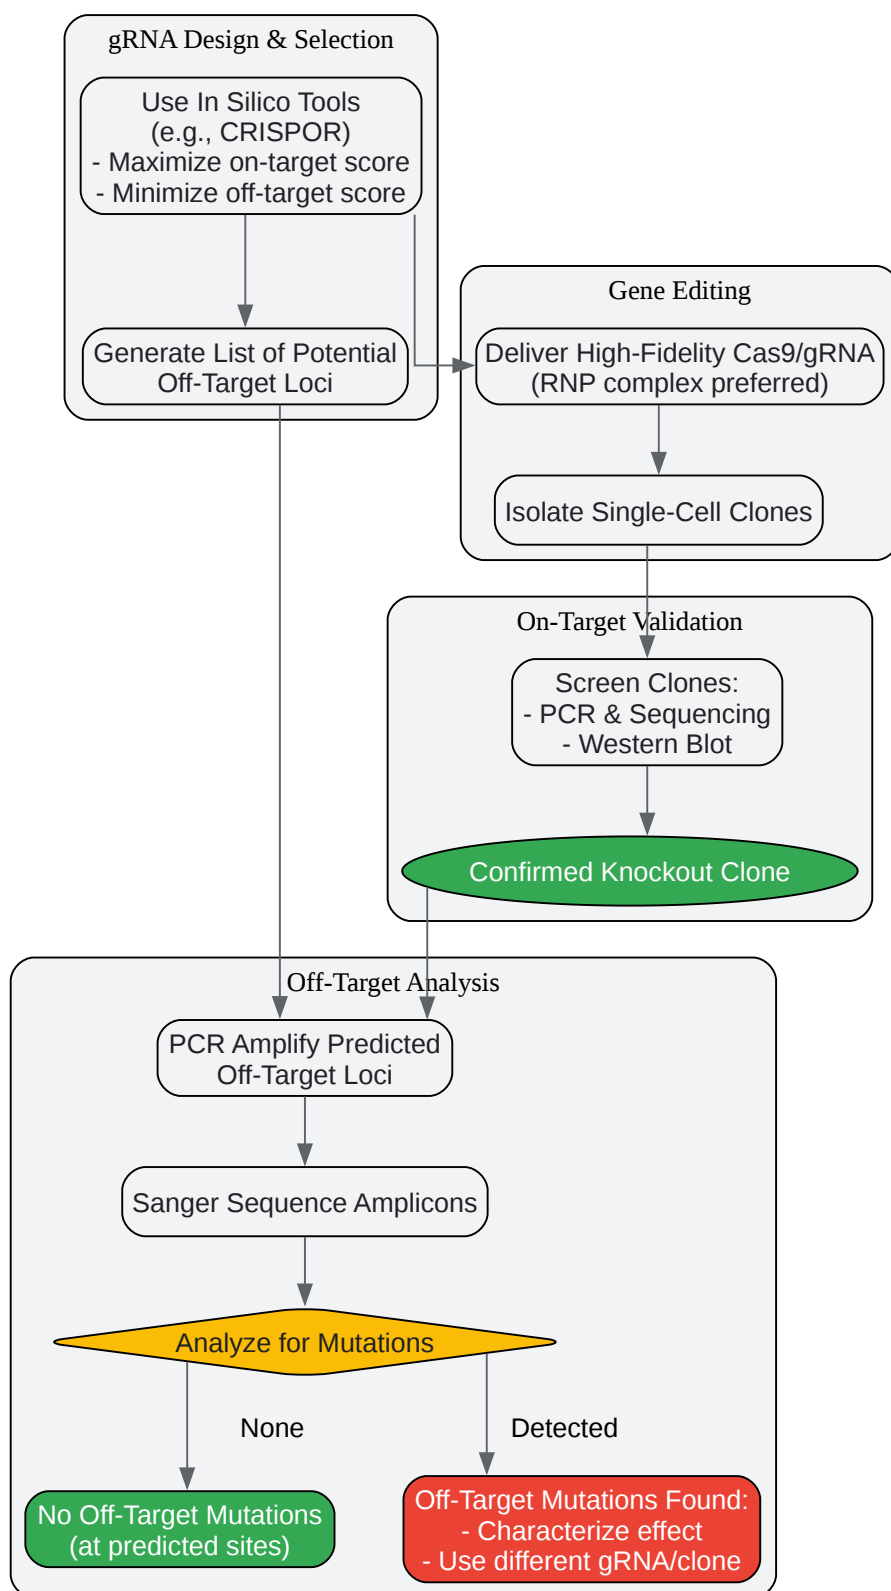 gRNA Design & Selection
Use In Silico Tools
(e.g., CRISPOR)
- Maximize on-target score
- Minimize off-target score
Generate List of Potential
Off-Target Loci
Gene Editing
Deliver High-Fidelity Cas9/gRNA
(RNP complex preferred)
Isolate Single-Cell Clones
On-Target Validation
Screen Clones:
- PCR & Sequencing
- Western Blot
Confirmed Knockout Clone
Off-Target Analysis
PCR Amplify Predicted
Off-Target Loci
Sanger Sequence Amplicons
Analyze for Mutations
None
Detected
No Off-Target Mutations
(at predicted sites)
Off-Target Mutations Found:
- Characterize effect
- Use different gRNA/clone